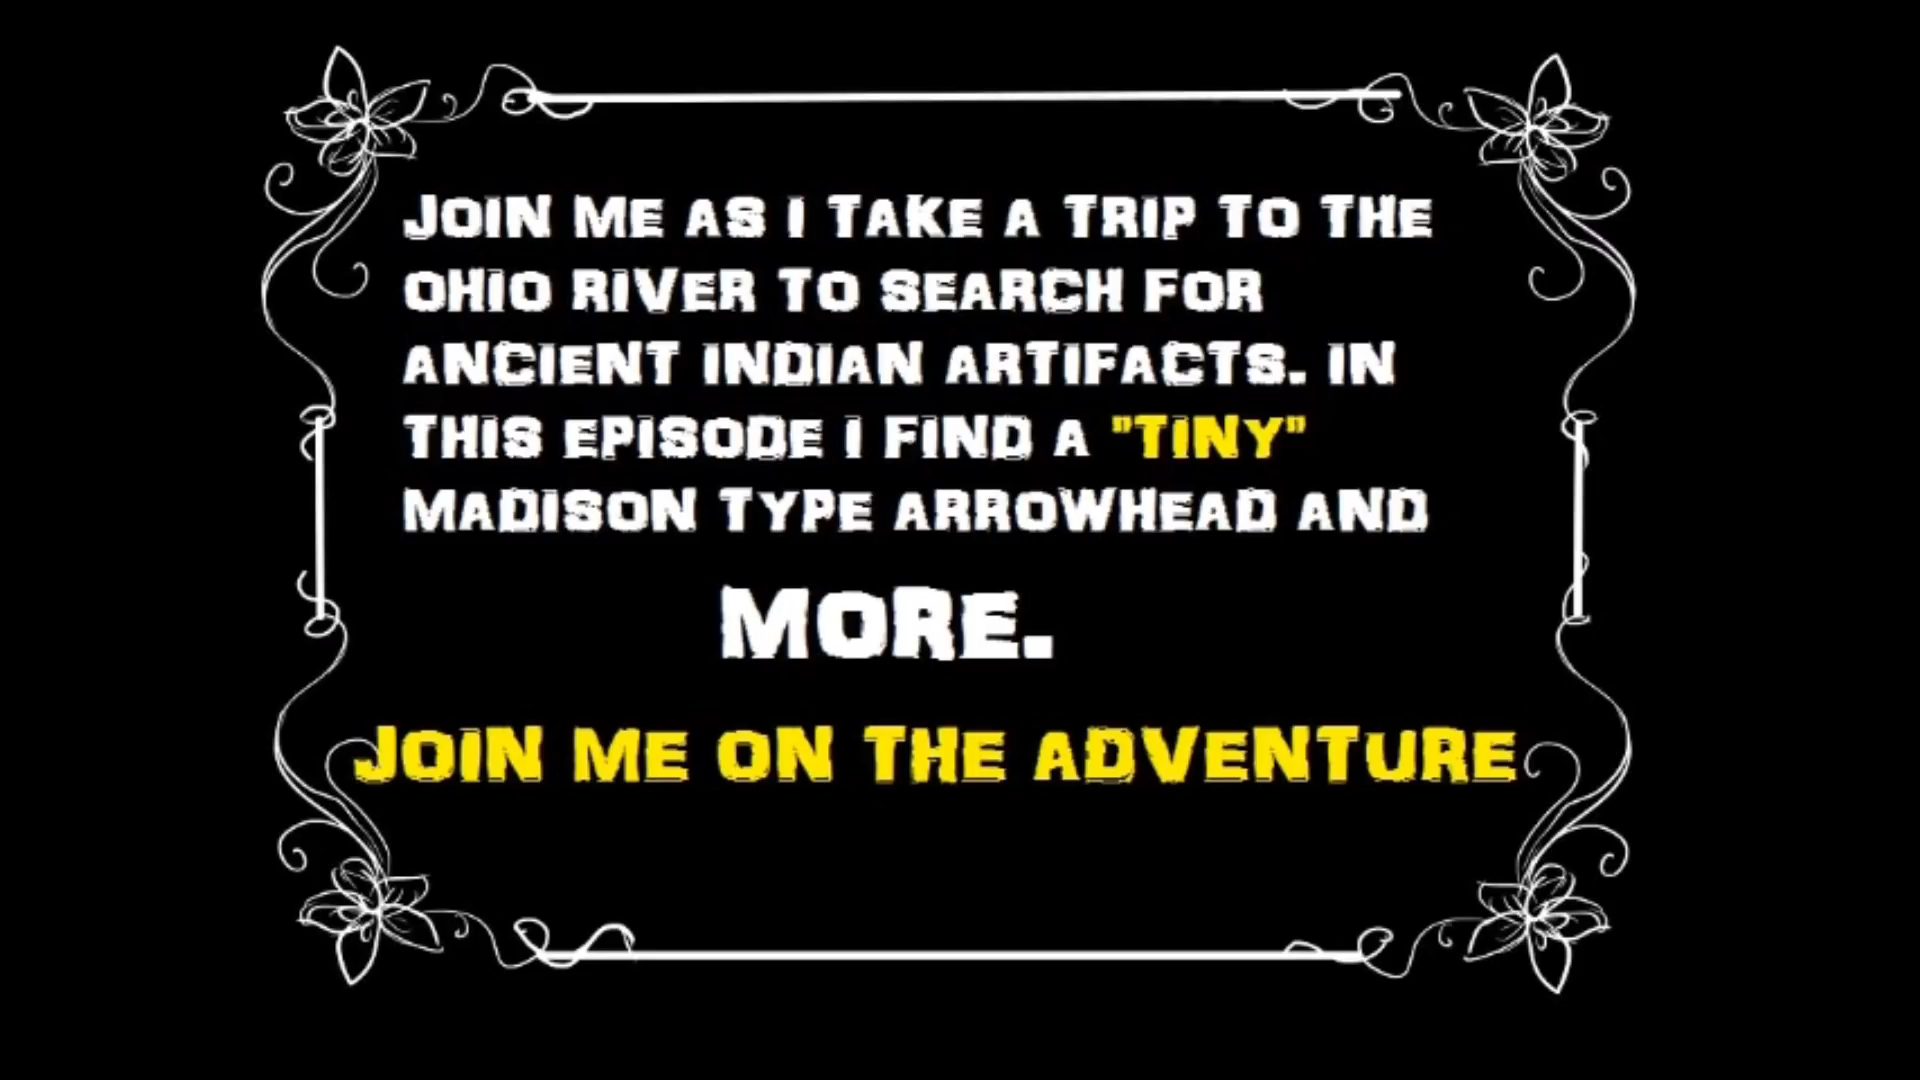 JOIN ME AS I TAKE A TRIP TO THE
OHIO RIVER TO SEARCH FOR
ANCIENT INDIAN ARTIFACTS. IN
THIS EPISODE I FIND A "TINY"
MADISON TYPE ARROWHEAD AND
MORE.
JOIN ME ON THE ADVENTURE